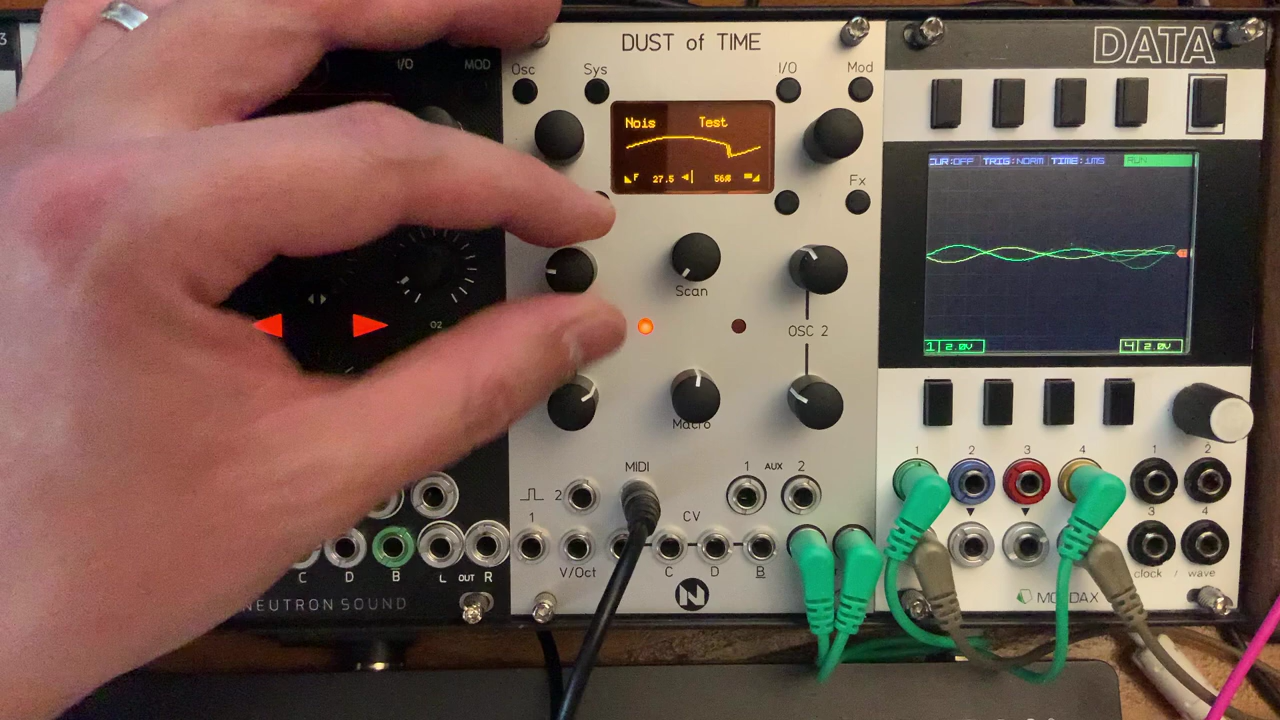 3
I/O MOD
DUST of TIME
DATA
Osc Sys I/O Mod
Nois Test
F 27.5 56%
Fx
CUR:OFF TRIG:NORM TIME:1MS RUN
1 2.0V 4 2.0V
Scan
O2
OSC 2
Macro
MIDI 1 AUX 2
1 2 3 4 1 2
2
1 CV
3 4
V/Oct C D B
C D B L OUT R
clock / wave
NEUTRON SOUND
N